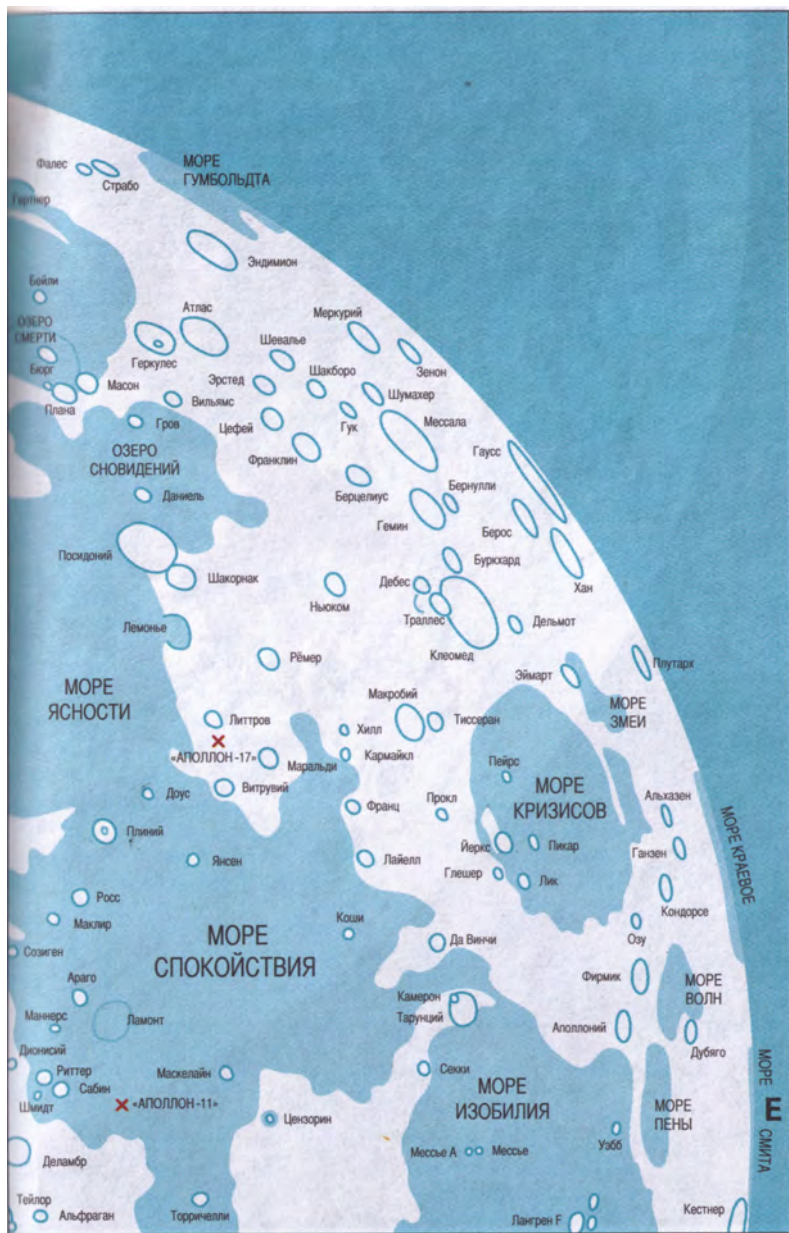 Фалес
Страбо
МОРЕ
ГУМБОЛЬДТА
Гертнер
Эндимион
Бейли
Атлас
Меркурий
ОЗЕРО
СМЕРТИ
Шевалье
Геркулес
Зенон
Бюрг
Эрстед
Шакборо
Масон
Шумахер
Плана
Вильямс
Гров
Цефей
Гук
Мессала
ОЗЕРО
СНОВИДЕНИЙ
Франклин
Гаусс
Берцелиус
Бернулли
Даниель
Гемин
Берос
Посидоний
Буркхард
Шакорнак
Дебес
Хан
Ньюком
Траллес
Дельмот
Лемонье
Клеомед
Рёмер
Плутарх
Эймарт
МОРЕ
ЯСНОСТИ
Макробий
МОРЕ
ЗМЕИ
Литтров
Хилл
Тиссеран
«АПОЛЛОН-17»
Маральди
Кармайкл
Пейрс
МОРЕ
КРИЗИСОВ
Доус
Витрувий
Франц
Прокл
Альхазен
МОРЕ КРАЕВОЕ
Плиний
Йеркс
Пикар
Ганзен
Янсен
Лайелл
Глешер
Лик
Росс
Кондорсе
Маклир
Коши
МОРЕ
СПОКОЙСТВИЯ
Да Винчи
Озу
Созиген
Фирмик
МОРЕ
ВОЛН
Араго
Камерон
Тарунций
Маннерс
Ламонт
Аполлоний
Дубяго
Дионисий
Риттер
Маскелайн
Секки
Сабин
МОРЕ
ИЗОБИЛИЯ
Шмидт
«АПОЛЛОН-11»
Цензорин
МОРЕ
ПЕНЫ
МОРЕ
E
СМИТА
Уэбб
Деламбр
Мессье А
Мессье
Тейлор
Альфраган
Торричелли
Лангрен F
Кестнер